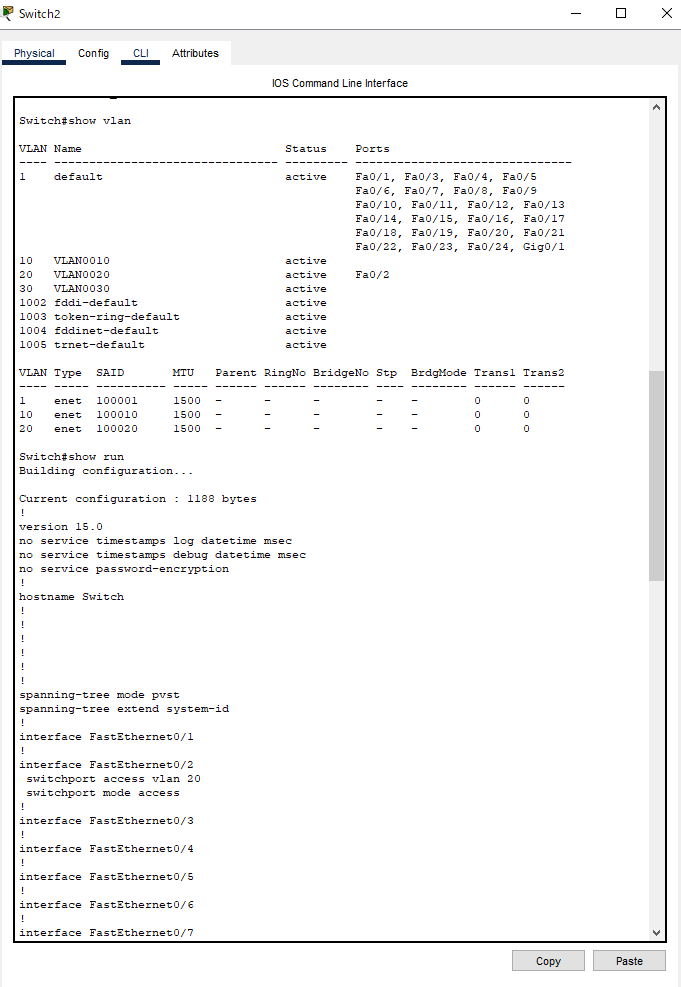 Switch2
Physical Config CLI Attributes
IOS Command Line Interface
Switch#show vlan
VLAN Name                             Status    Ports
---- -------------------------------- --------- -------------------------------
1    default                          active    Fa0/1, Fa0/3, Fa0/4, Fa0/5
                                                Fa0/6, Fa0/7, Fa0/8, Fa0/9
                                                Fa0/10, Fa0/11, Fa0/12, Fa0/13
                                                Fa0/14, Fa0/15, Fa0/16, Fa0/17
                                                Fa0/18, Fa0/19, Fa0/20, Fa0/21
                                                Fa0/22, Fa0/23, Fa0/24, Gig0/1
10   VLAN0010                         active
20   VLAN0020                         active    Fa0/2
30   VLAN0030                         active
1002 fddi-default                     active
1003 token-ring-default               active
1004 fddinet-default                  active
1005 trnet-default                    active
VLAN Type  SAID       MTU   Parent RingNo BridgeNo Stp  BrdgMode Trans1 Trans2
---- ----- ---------- ----- ------ ------ -------- ---- -------- ------ ------
1    enet  100001     1500  -      -      -        -    -        0      0
10   enet  100010     1500  -      -      -        -    -        0      0
20   enet  100020     1500  -      -      -        -    -        0      0
Switch#show run
Building configuration...
Current configuration : 1188 bytes
!
version 15.0
no service timestamps log datetime msec
no service timestamps debug datetime msec
no service password-encryption
!
hostname Switch
!
!
!
!
!
!
spanning-tree mode pvst
spanning-tree extend system-id
!
interface FastEthernet0/1
!
interface FastEthernet0/2
 switchport access vlan 20
 switchport mode access
!
interface FastEthernet0/3
!
interface FastEthernet0/4
!
interface FastEthernet0/5
!
interface FastEthernet0/6
!
interface FastEthernet0/7
Copy Paste